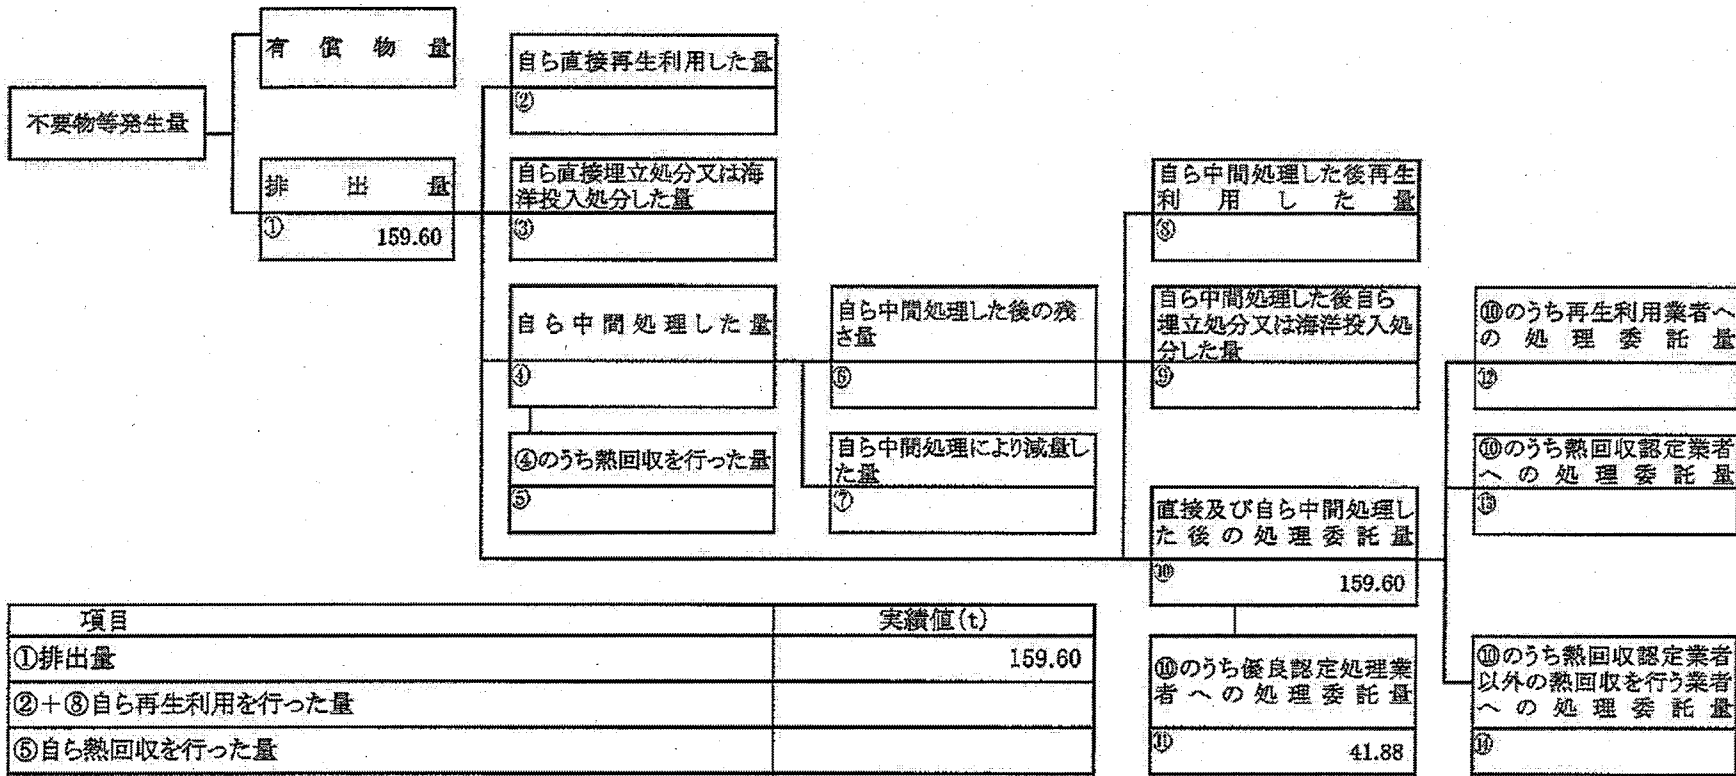 有償物量
不要物等発生量
排出量
① 159.60
自ら直接再生利用した量
②
自ら直接埋立処分又は海
洋投入処分した量
③
自ら中間処理した量
④
④のうち熱回収を行った量
⑤
自ら中間処理した後の残
さ量
⑥
自ら中間処理により減量し
た量
⑦
自ら中間処理した後再生
利用した量
⑧
自ら中間処理した後自ら
埋立処分又は海洋投入処
分した量
⑨
直接及び自ら中間処理し
た後の処理委託量
⑩ 159.60
⑩のうち優良認定処理業
者への処理委託量
⑪ 41.88
⑩のうち再生利用業者へ
の処理委託量
⑫
⑩のうち熱回収認定業者
への処理委託量
⑬
⑩のうち熱回収認定業者
以外の熱回収を行う業者
への処理委託量
⑭
項目 実績値(t)
①排出量 159.60
②＋⑧自ら再生利用を行った量
⑤自ら熱回収を行った量